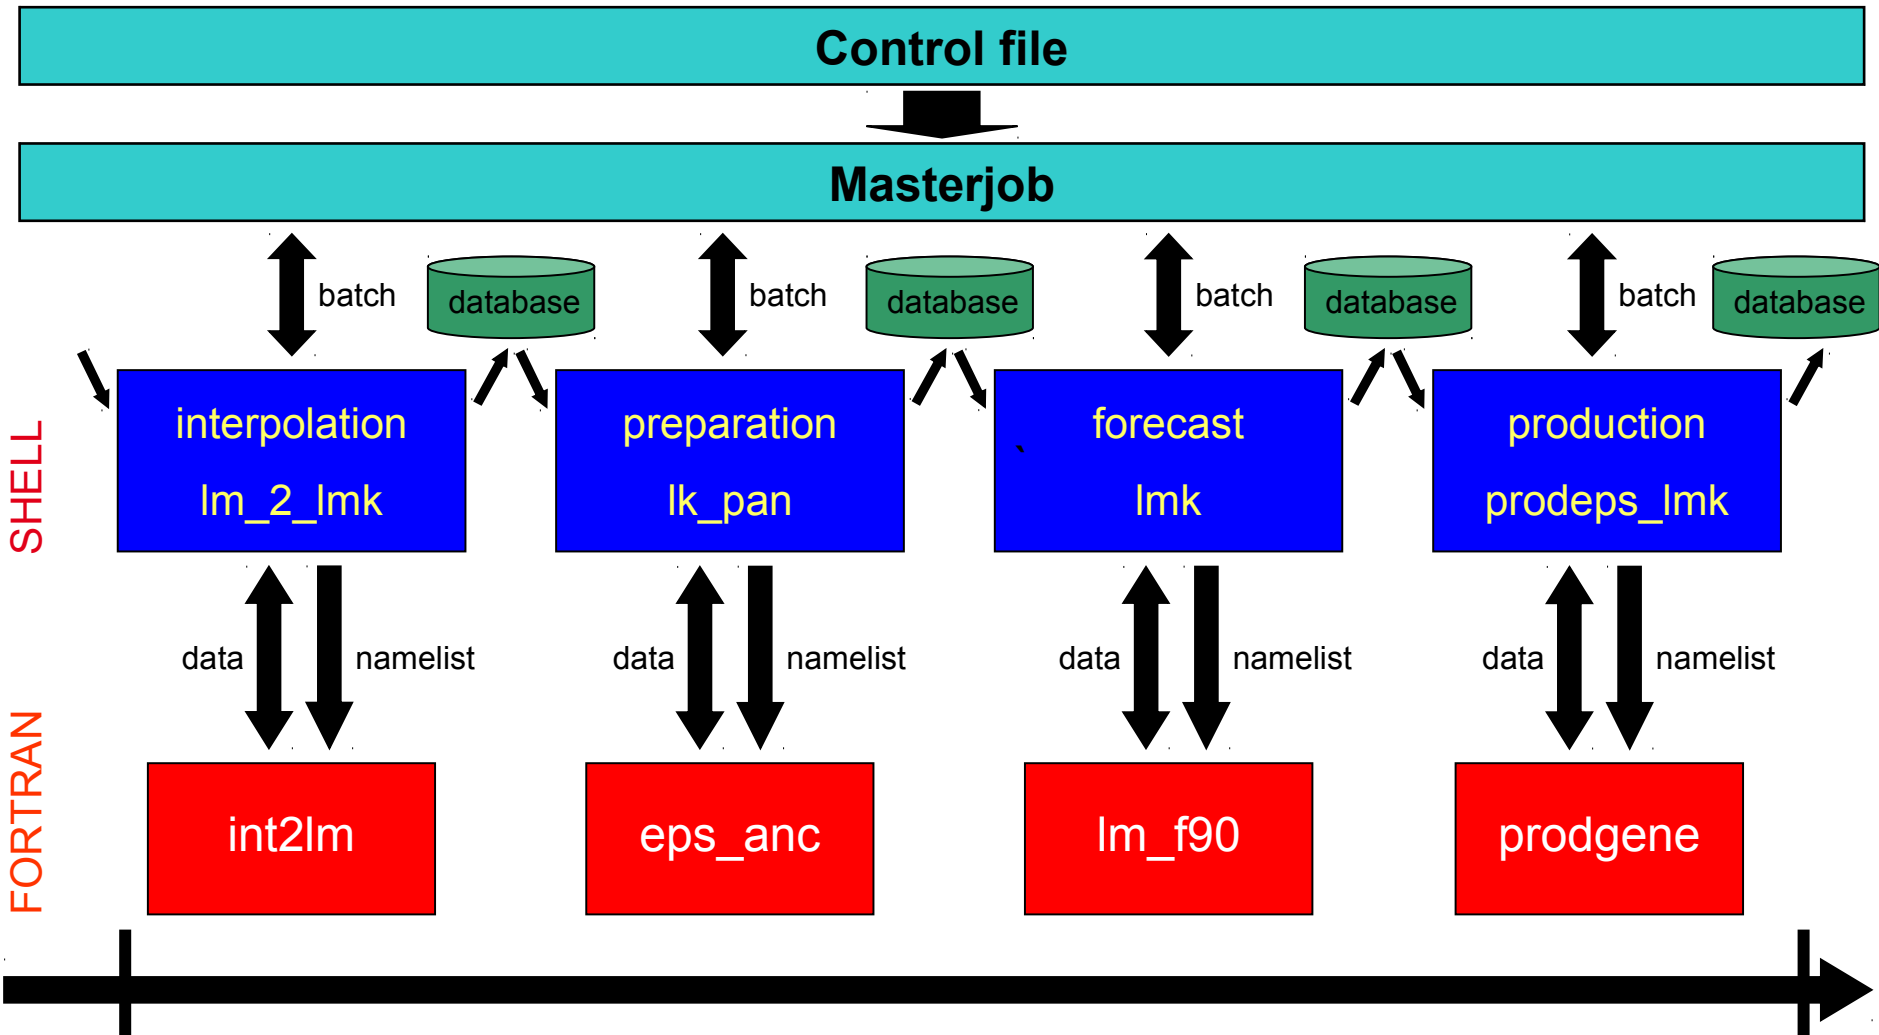 Control file
Masterjob
batch
database
batch
database
batch
database
batch
database
SHELL
interpolation
lm_2_lmk
preparation
lk_pan
forecast
lmk
production
prodeps_lmk
data
namelist
data
namelist
data
namelist
data
namelist
FORTRAN
int2lm
eps_anc
lm_f90
prodgene